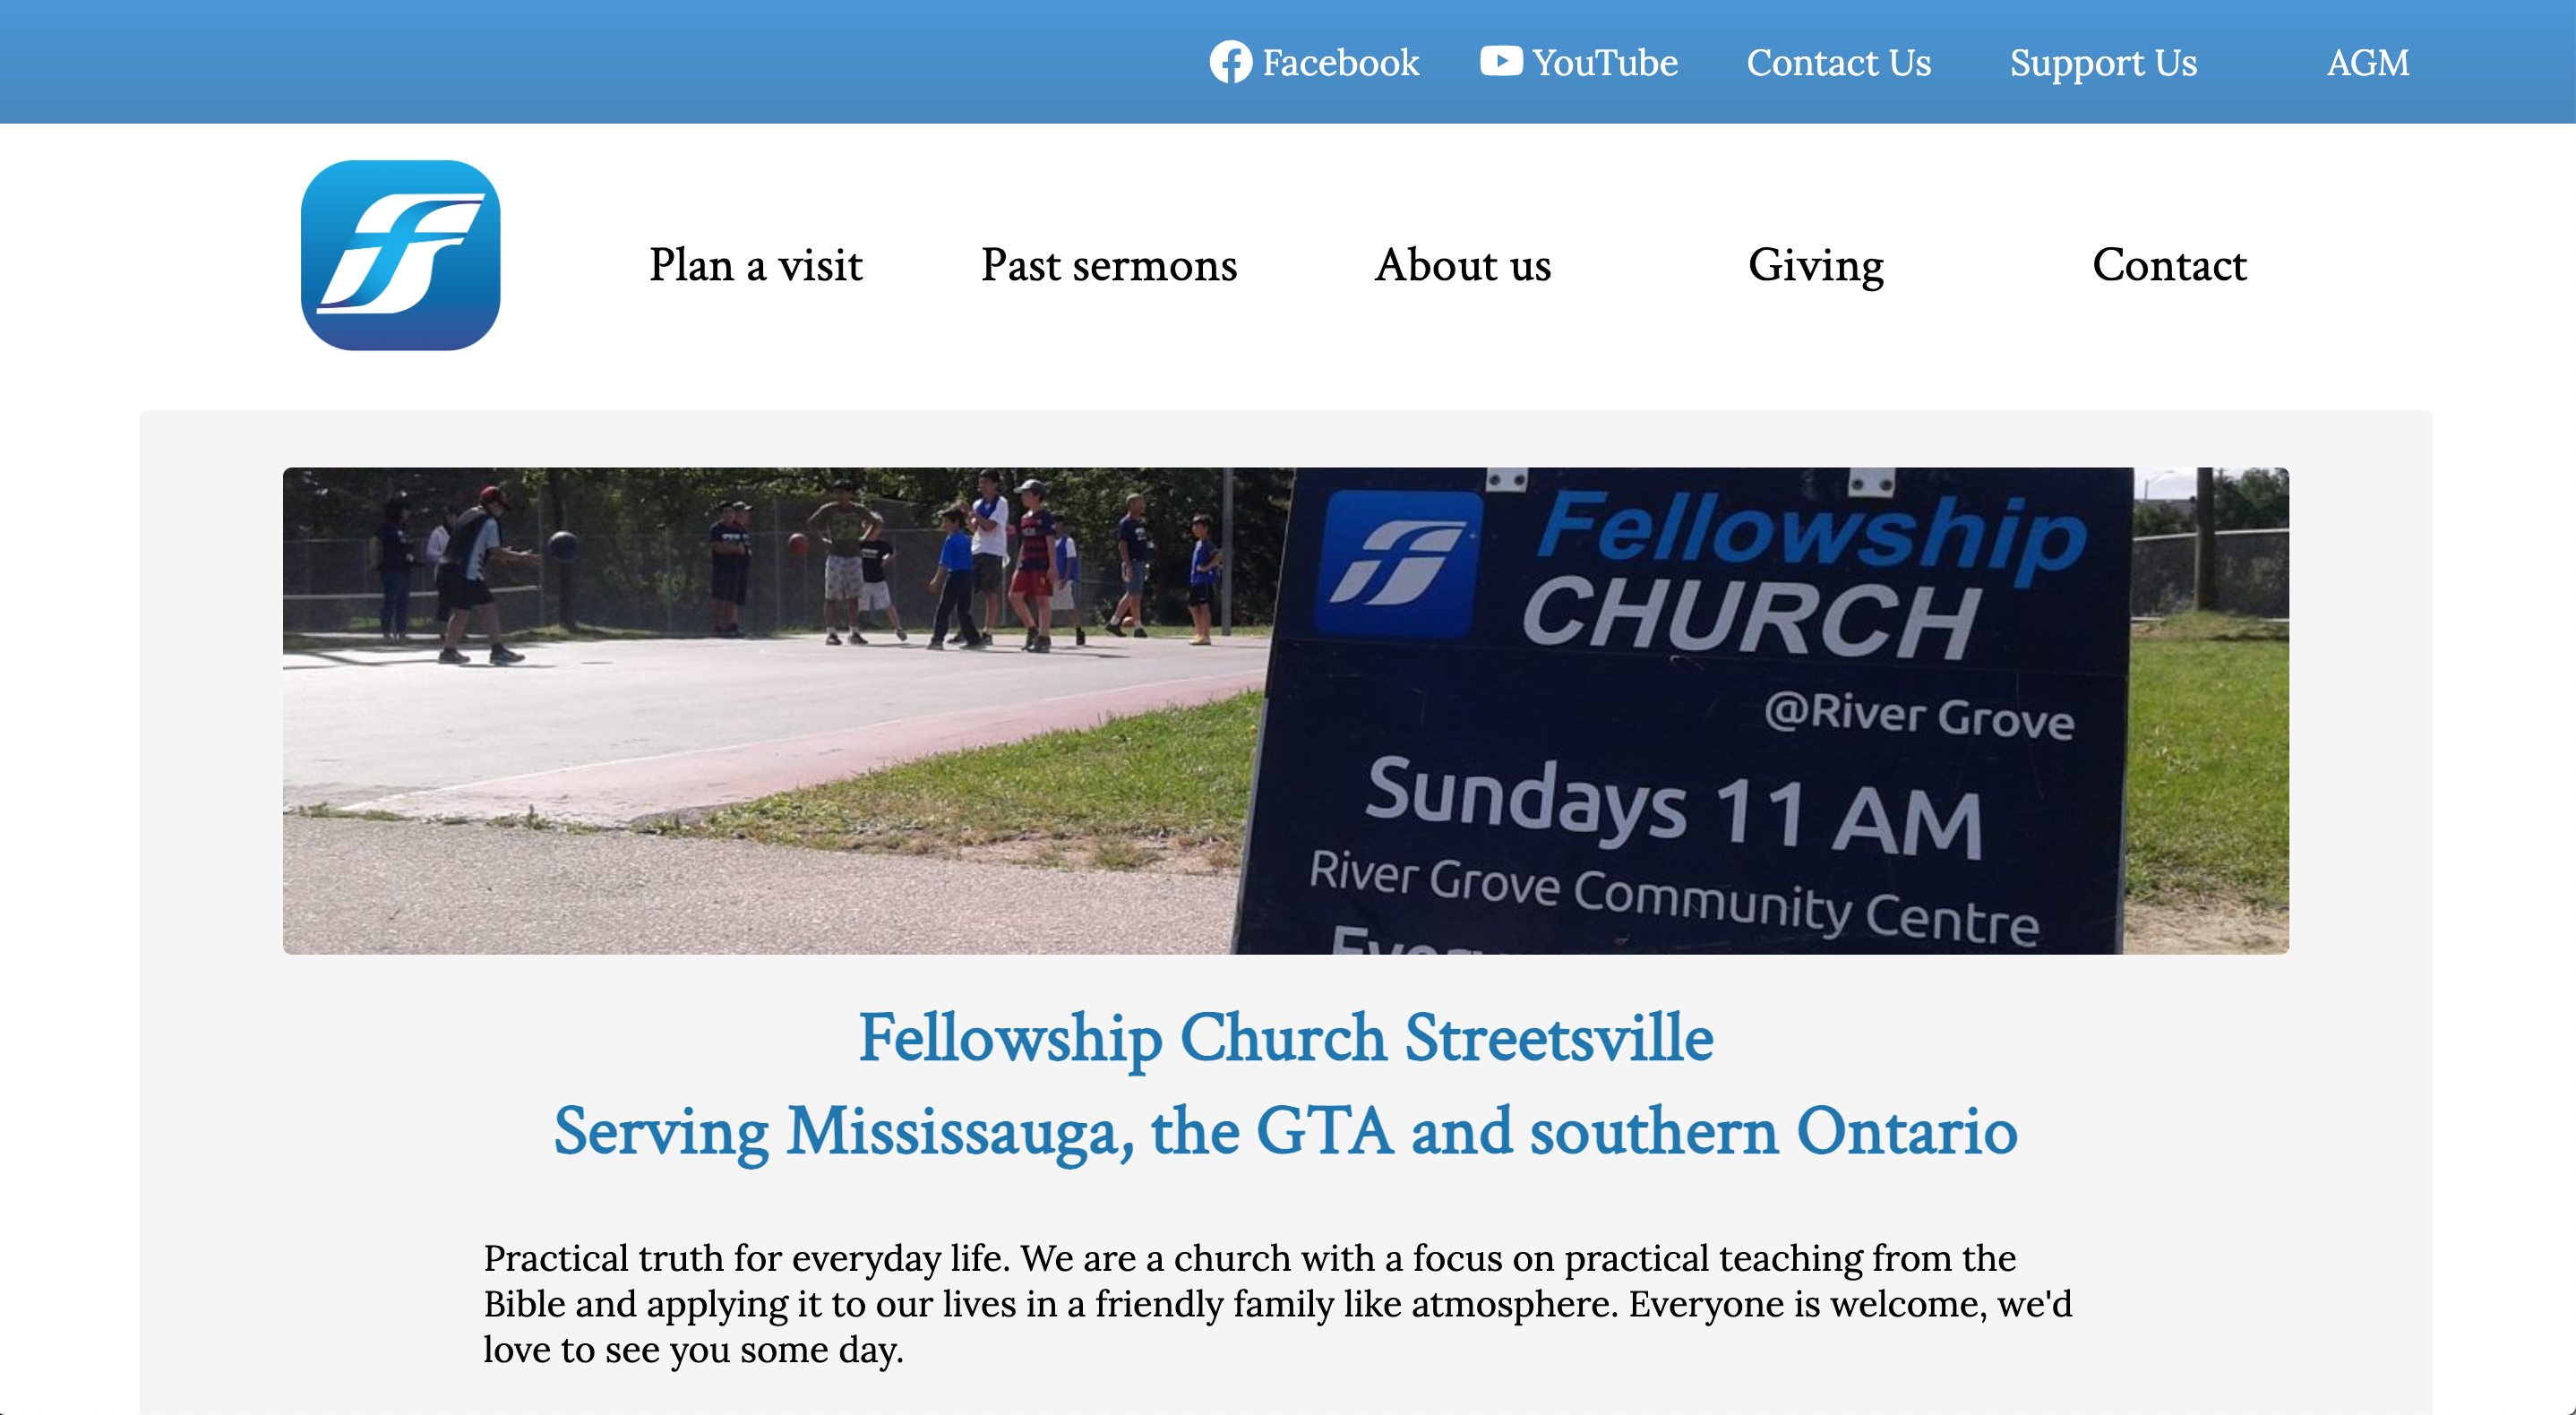 Facebook YouTube Contact Us Support Us AGM
Plan a visit Past sermons About us Giving Contact
Fellowship
CHURCH
@River Grove
Sundays 11 AM
River Grove Community Centre
Fellowship Church Streetsville
Serving Mississauga, the GTA and southern Ontario
Practical truth for everyday life. We are a church with a focus on practical teaching from the
Bible and applying it to our lives in a friendly family like atmosphere. Everyone is welcome, we'd
love to see you some day.